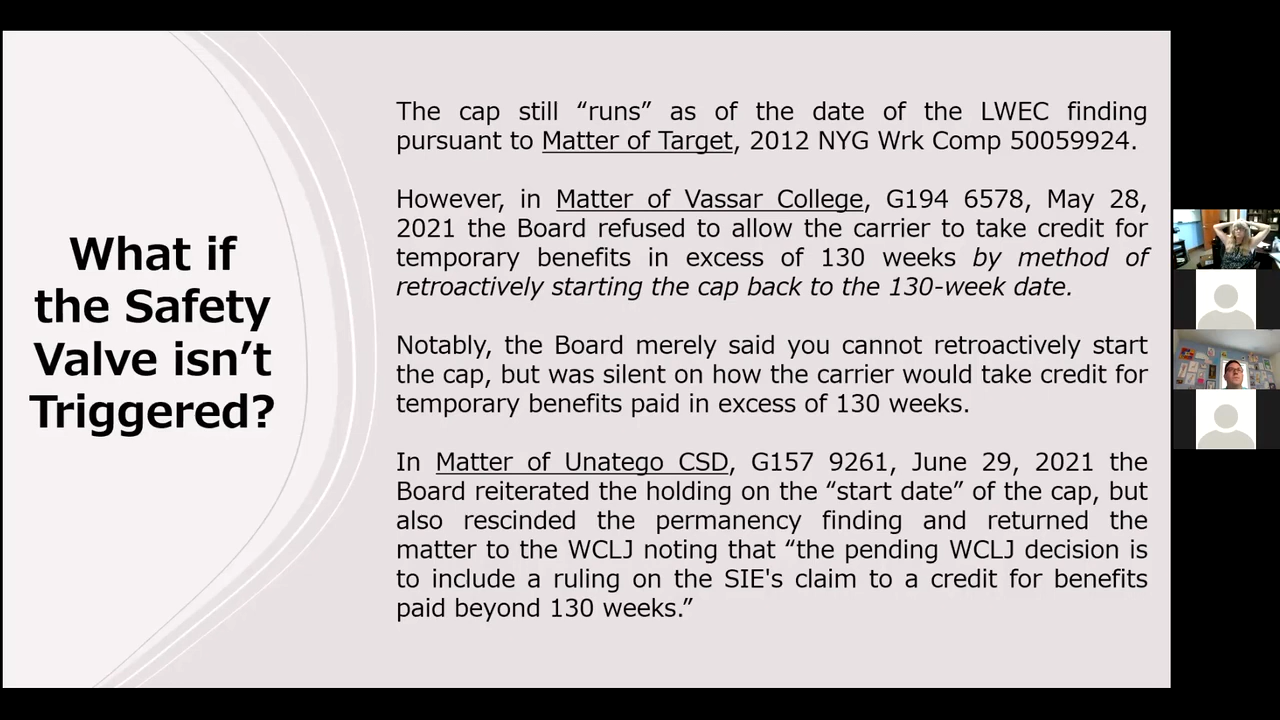 What if
the Safety
Valve isn’t
Triggered?
The cap still “runs” as of the date of the LWEC finding
pursuant to Matter of Target, 2012 NYG Wrk Comp 50059924.
However, in Matter of Vassar College, G194 6578, May 28,
2021 the Board refused to allow the carrier to take credit for
temporary benefits in excess of 130 weeks by method of
retroactively starting the cap back to the 130-week date.
Notably, the Board merely said you cannot retroactively start
the cap, but was silent on how the carrier would take credit for
temporary benefits paid in excess of 130 weeks.
In Matter of Unatego CSD, G157 9261, June 29, 2021 the
Board reiterated the holding on the “start date” of the cap, but
also rescinded the permanency finding and returned the
matter to the WCLJ noting that “the pending WCLJ decision is
to include a ruling on the SIE's claim to a credit for benefits
paid beyond 130 weeks.”